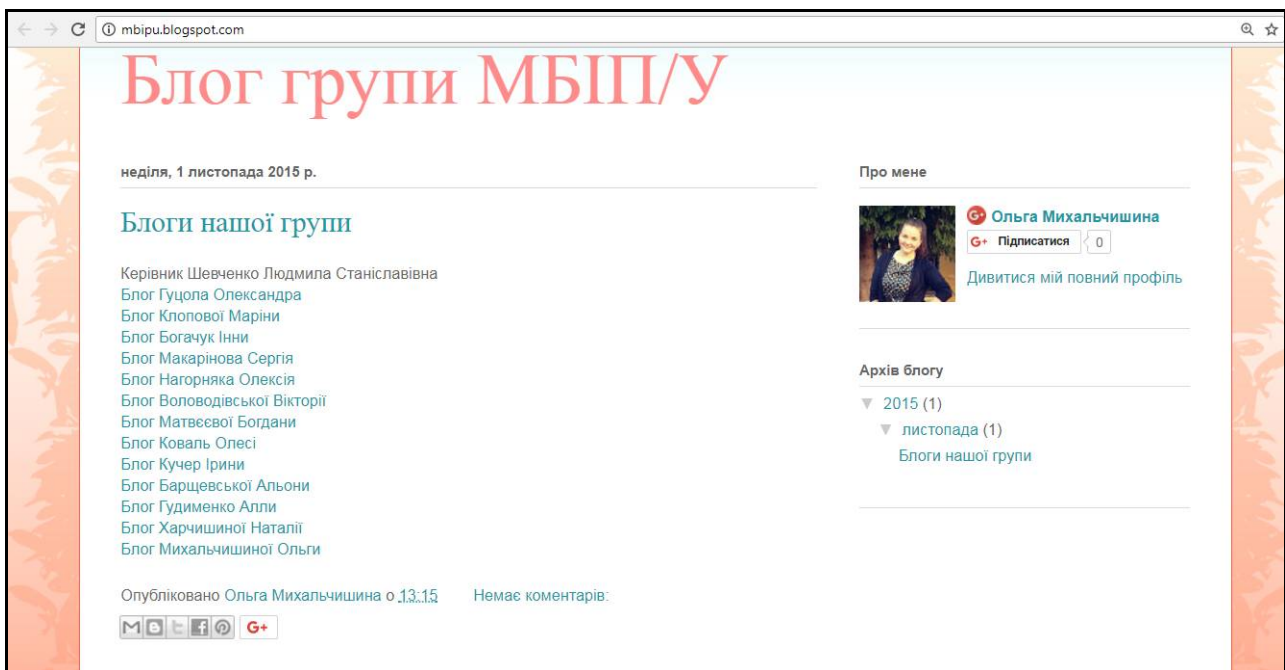 mbipu.blogspot.com
Блог групи МБІП/У
неділя, 1 листопада 2015 р.
Блоги нашої групи
Керівник Шевченко Людмила Станіславівна
Блог Гуцола Олександра
Блог Клопової Маріни
Блог Богачук Інни
Блог Макарінова Сергія
Блог Нагорняка Олексія
Блог Воловодівської Вікторії
Блог Матвєєвої Богдани
Блог Коваль Олесі
Блог Кучер Ірини
Блог Барщевської Альони
Блог Гудименко Алли
Блог Харчишиної Наталії
Блог Михальчишиної Ольги
Опубліковано Ольга Михальчишина о 13:15 Немає коментарів:
G+
Про мене
G+ Ольга Михальчишина
G+ Підписатися 0
Дивитися мій повний профіль
Архів блогу
▼ 2015 (1)
▼ листопада (1)
Блоги нашої групи